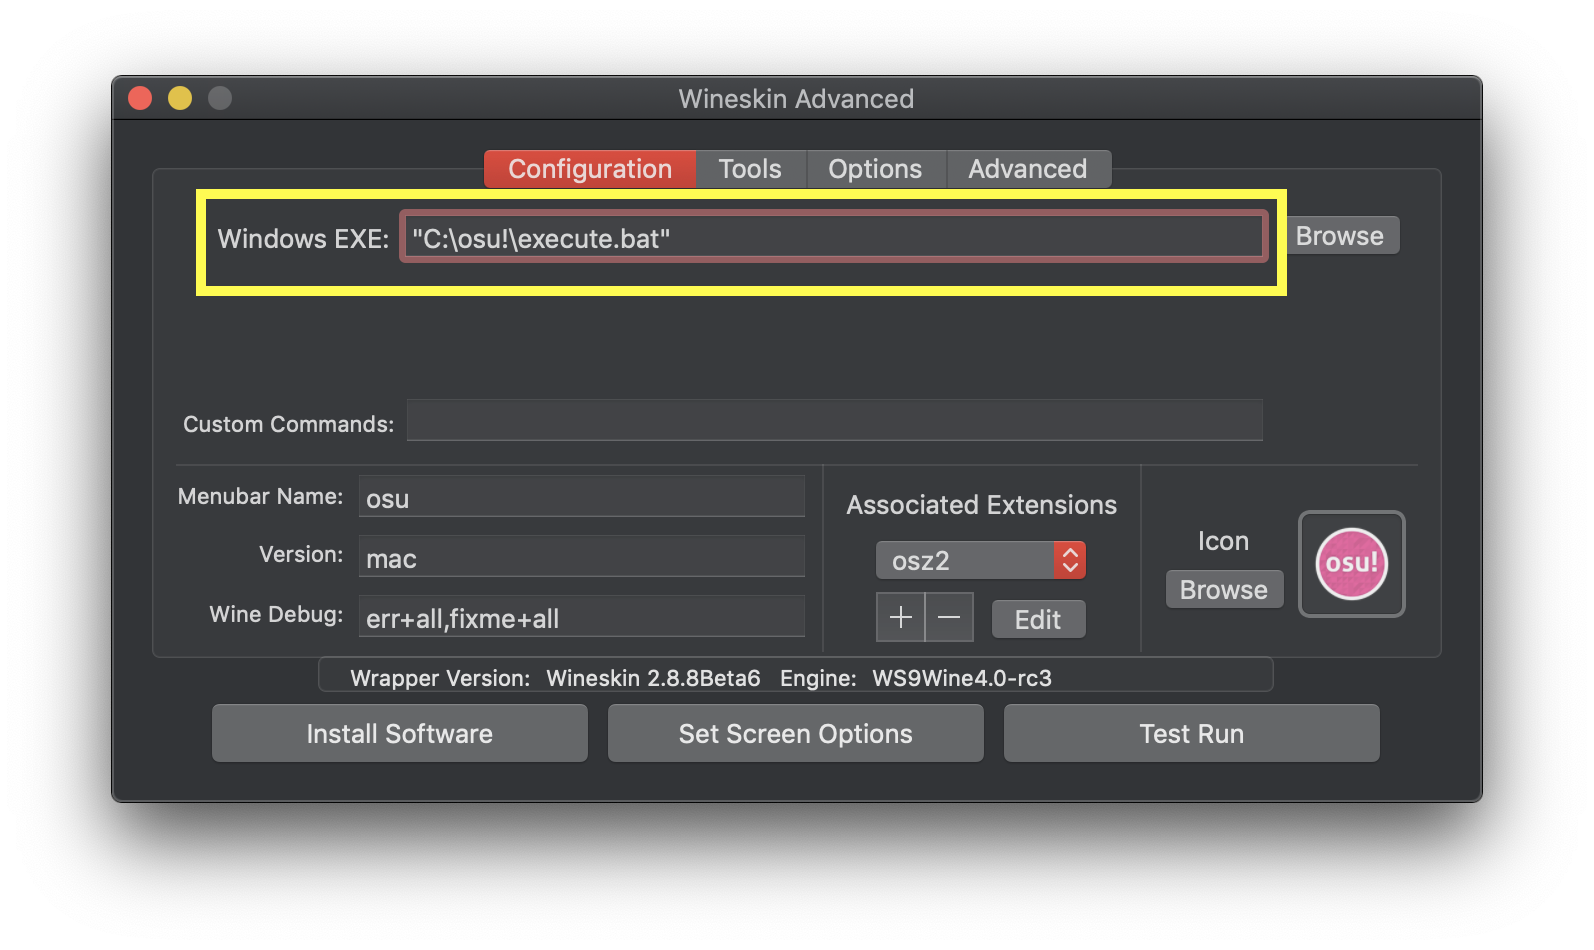 Wineskin Advanced
Configuration Tools Options Advanced
Windows EXE: "C:\osu!\execute.bat" Browse
Custom Commands:
Menubar Name: osu
Version: mac
Wine Debug: err+all,fixme+all
Associated Extensions
osz2
+ — Edit
Icon
Browse
osu!
Wrapper Version: Wineskin 2.8.8Beta6 Engine: WS9Wine4.0-rc3
Install Software Set Screen Options Test Run